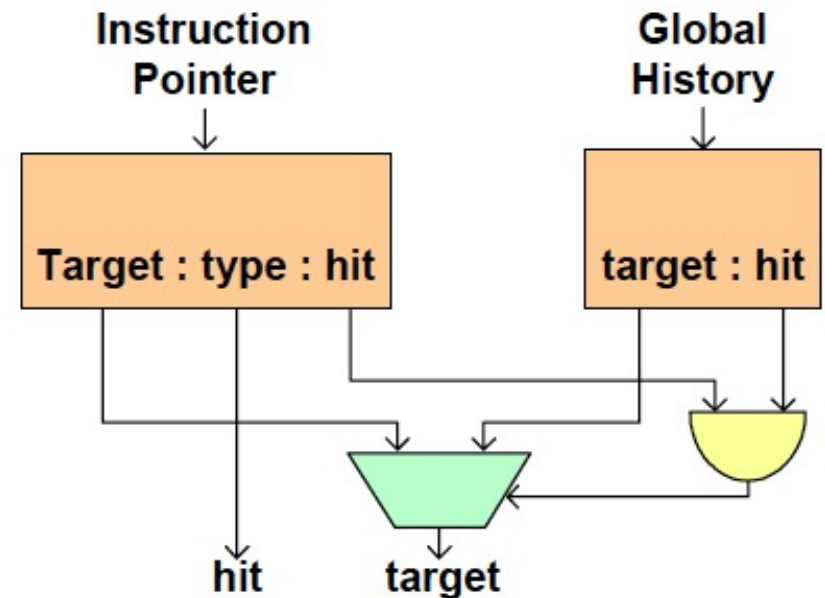 Instruction
Pointer
Global
History
Target : type : hit
target : hit
hit
target